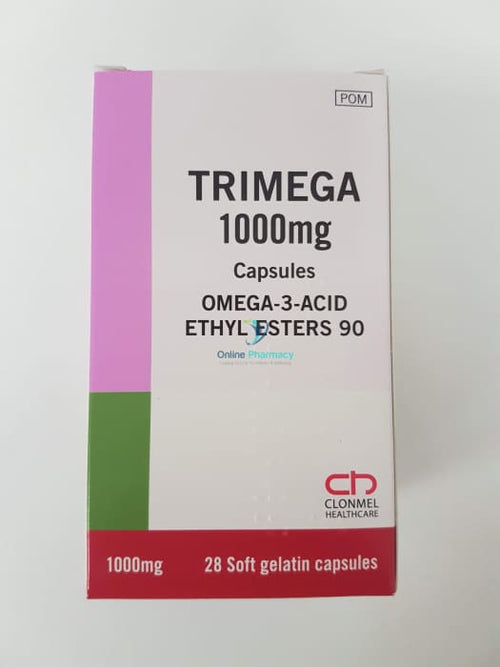 POM
TRIMEGA
1000mg
Capsules
OMEGA-3-ACID
ETHYL ESTERS 90
Online Pharmacy
CLONMEL
HEALTHCARE
1000mg 28 Soft gelatin capsules